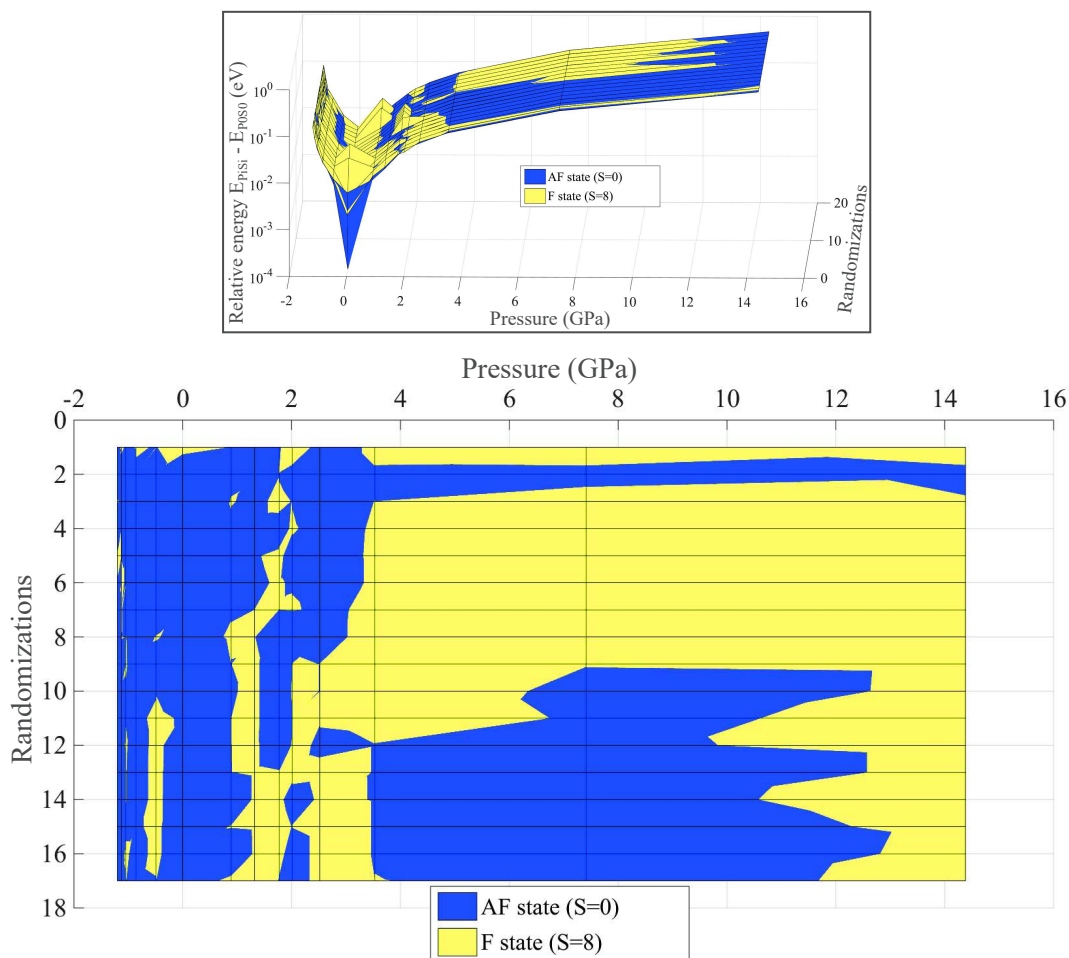 Relative energy E_PiSi - E_P0S0 (eV)
10^0
10^-1
10^-2
10^-3
10^-4
AF state (S=0)
F state (S=8)
20
10
0
Randomizations
-2 0 2 4 6 8 10 12 14 16
Pressure (GPa)
Pressure (GPa)
-2 0 2 4 6 8 10 12 14 16
Randomizations
0
2
4
6
8
10
12
14
16
18
AF state (S=0)
F state (S=8)